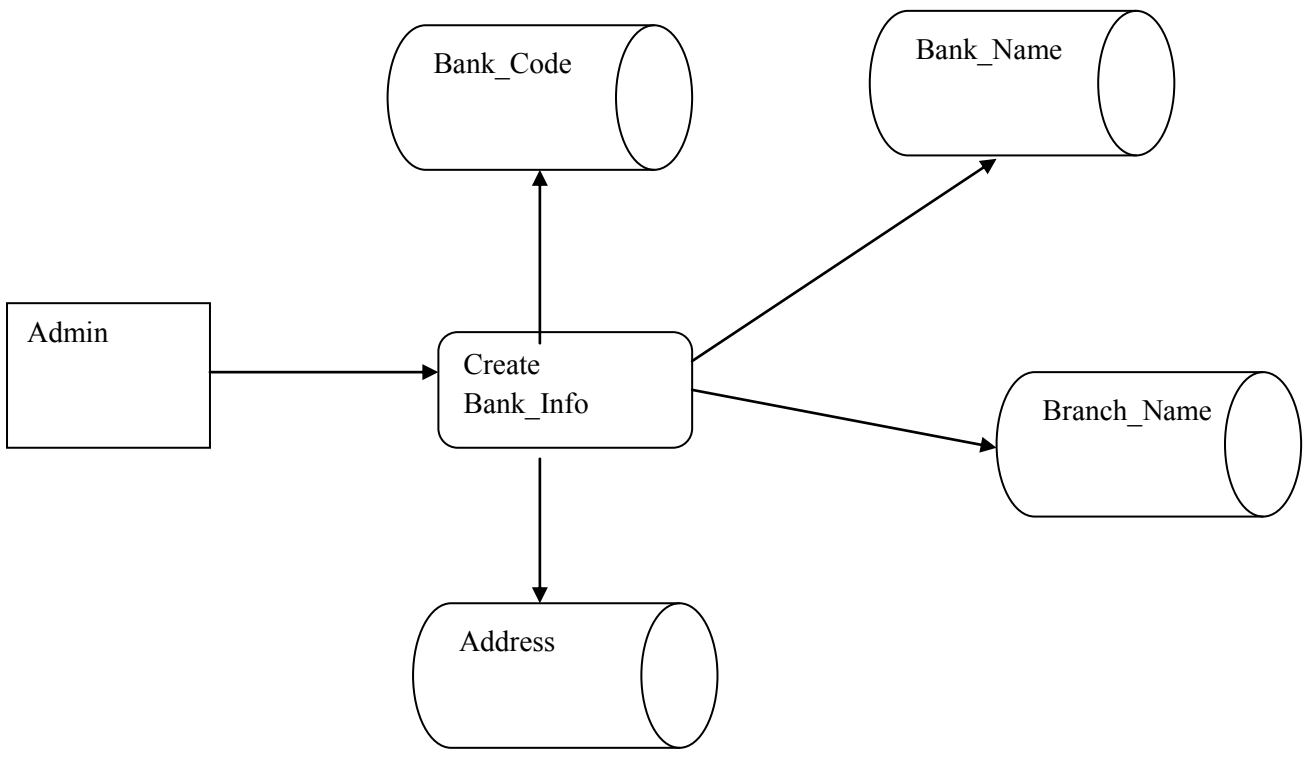 Bank_Code
Bank_Name
Admin
Create
Bank_Info
Branch_Name
Address